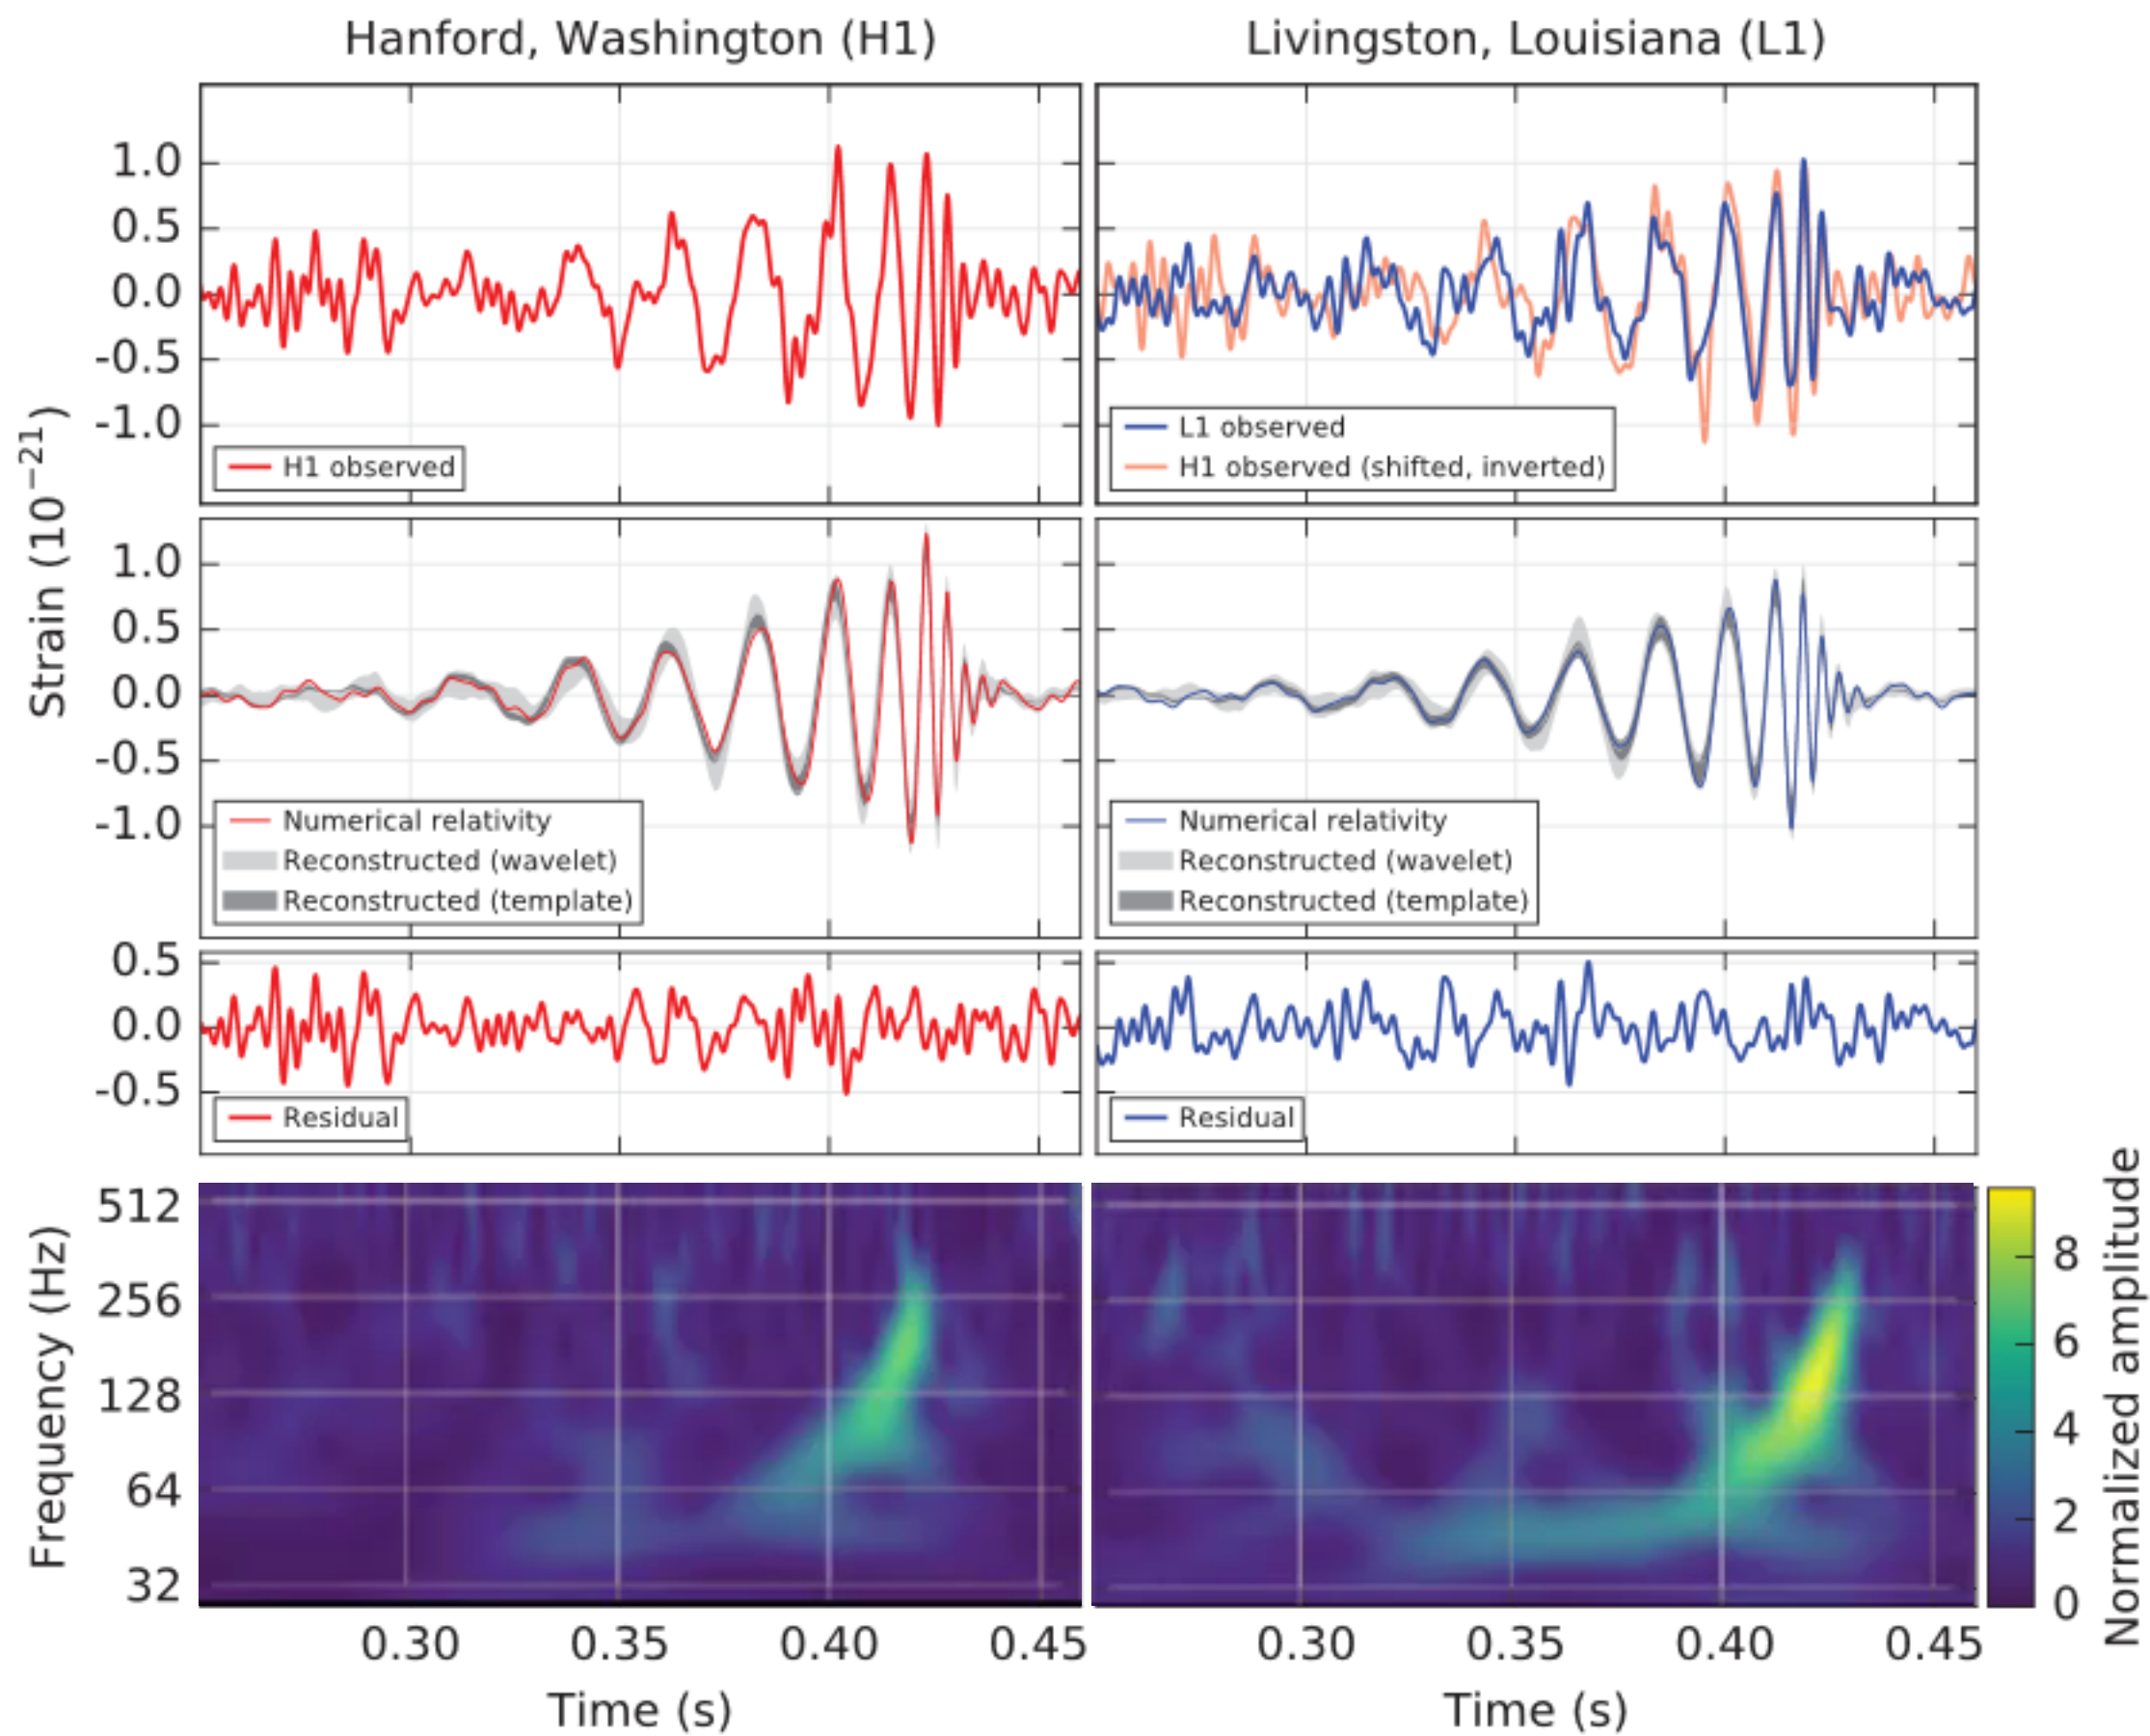 Hanford, Washington (H1)
Livingston, Louisiana (L1)
Strain (10⁻²¹)
1.0
0.5
0.0
-0.5
-1.0
H1 observed
L1 observed
H1 observed (shifted, inverted)
1.0
0.5
0.0
-0.5
-1.0
Numerical relativity
Reconstructed (wavelet)
Reconstructed (template)
Numerical relativity
Reconstructed (wavelet)
Reconstructed (template)
0.5
0.0
-0.5
Residual
Residual
Frequency (Hz)
512
256
128
64
32
Normalized amplitude
8
6
4
2
0
0.30 0.35 0.40 0.45
0.30 0.35 0.40 0.45
Time (s)
Time (s)